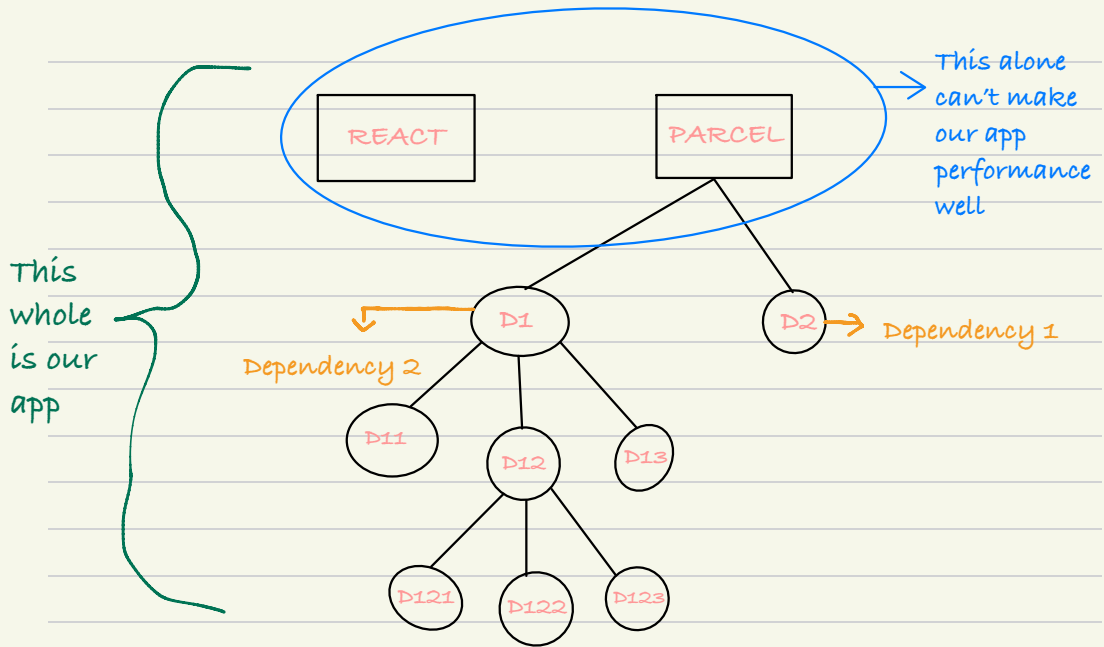 This alone
can't make
our app
performance
well
REACT
PARCEL
This
whole
is our
app
D1
D2
Dependency 1
Dependency 2
D11
D12
D13
D121
D122
D123